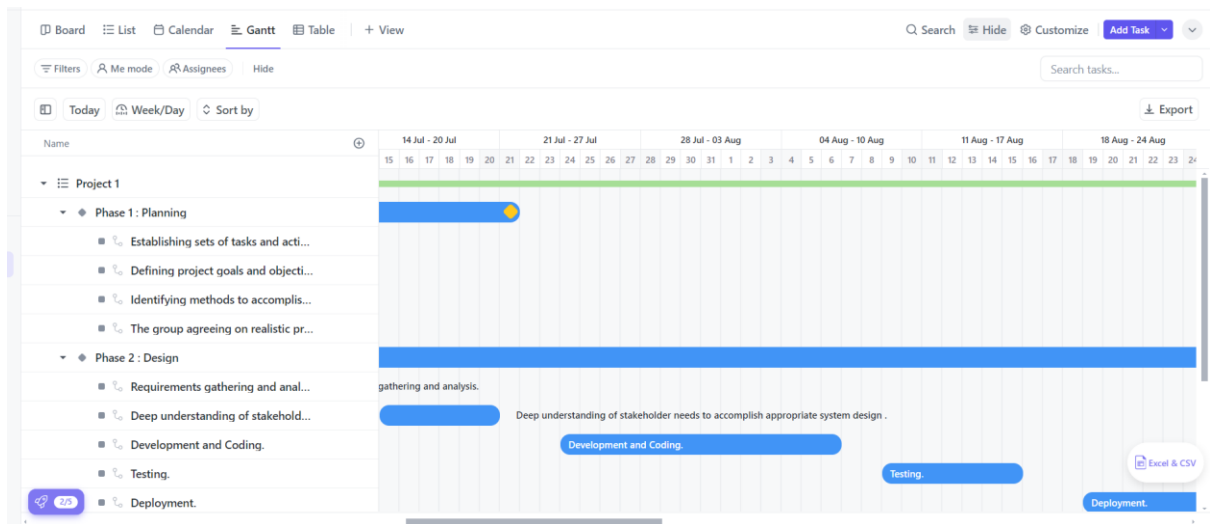 Board List Calendar Gantt Table + View Search Hide Customize Add Task
Filters Me mode Assignees Hide Search tasks...
Today Week/Day Sort by Export
Name 14 Jul - 20 Jul 21 Jul - 27 Jul 28 Jul - 03 Aug 04 Aug - 10 Aug 11 Aug - 17 Aug 18 Aug - 24 Aug
15 16 17 18 19 20 21 22 23 24 25 26 27 28 29 30 31 1 2 3 4 5 6 7 8 9 10 11 12 13 14 15 16 17 18 19 20 21 22 23 24
Project 1
Phase 1 : Planning
Establishing sets of tasks and acti...
Defining project goals and objecti...
Identifying methods to accomplis...
The group agreeing on realistic pr...
Phase 2 : Design
Requirements gathering and anal... gathering and analysis.
Deep understanding of stakehold... Deep understanding of stakeholder needs to accomplish appropriate system design .
Development and Coding. Development and Coding.
Testing. Testing.
Excel & CSV
2/5 Deployment. Deployment.